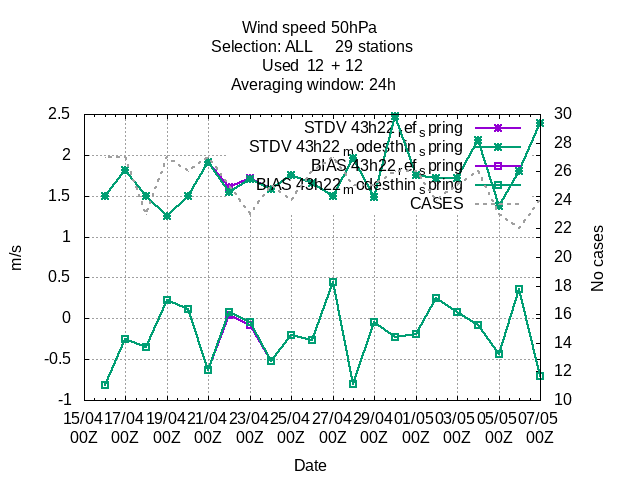 Wind speed 50hPa
Selection: ALL 29 stations
Used 12 + 12
Averaging window: 24h
2.5
2
1.5
1
0.5
0
-0.5
-1
30
28
26
24
22
20
18
16
14
12
10
STDV 43h22,ref_spring
STDV 43h22_modesthin_spring
BIAS 43h22,ref_spring
BIAS 43h22_modesthin_spring
CASES
m/s
No cases
15/04 17/04 19/04 21/04 23/04 25/04 27/04 29/04 01/05 03/05 05/05 07/05
00Z 00Z 00Z 00Z 00Z 00Z 00Z 00Z 00Z 00Z 00Z 00Z
Date